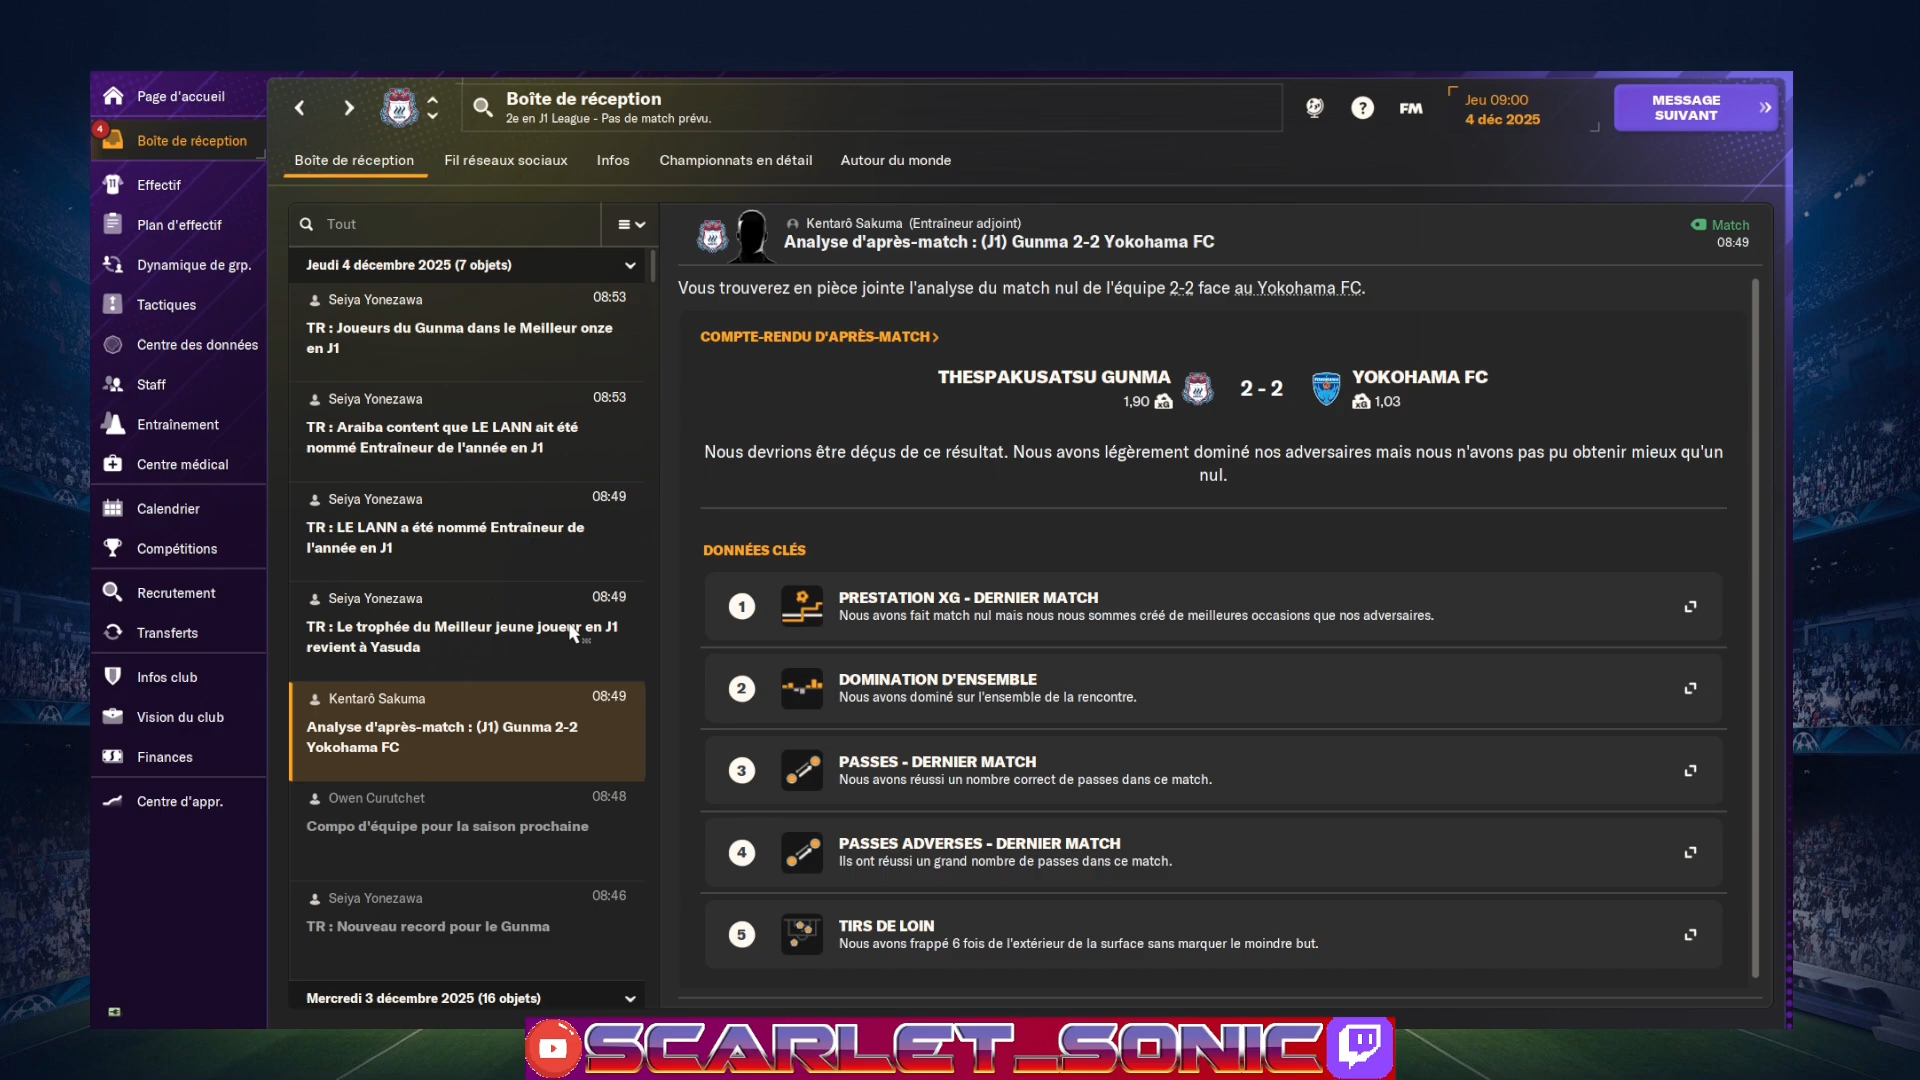 Page d'accueil
4
Boîte de réception
Effectif
Plan d'effectif
Dynamique de grp.
Tactiques
Centre des données
Staff
Entraînement
Centre médical
Calendrier
Compétitions
Recrutement
Transferts
Infos club
Vision du club
Finances
Centre d'appr.
Boîte de réception
2e en J1 League - Pas de match prévu.
?
FM
Jeu 09:00
4 déc 2025
MESSAGE
SUIVANT
Boîte de réception
Fil réseaux sociaux
Infos
Championnats en détail
Autour du monde
Tout
Jeudi 4 décembre 2025 (7 objets)
Seiya Yonezawa 08:53
TR : Joueurs du Gunma dans le Meilleur onze
en J1
Seiya Yonezawa 08:53
TR : Araiba content que LE LANN ait été
nommé Entraîneur de l'année en J1
Seiya Yonezawa 08:49
TR : LE LANN a été nommé Entraîneur de
l'année en J1
Seiya Yonezawa 08:49
TR : Le trophée du Meilleur jeune joueur en J1
revient à Yasuda
Kentarô Sakuma 08:49
Analyse d'après-match : (J1) Gunma 2-2
Yokohama FC
Owen Curutchet 08:48
Compo d'équipe pour la saison prochaine
Seiya Yonezawa 08:46
TR : Nouveau record pour le Gunma
Mercredi 3 décembre 2025 (16 objets)
Kentarô Sakuma (Entraîneur adjoint)
Analyse d'après-match : (J1) Gunma 2-2 Yokohama FC
Match
08:49
Vous trouverez en pièce jointe l'analyse du match nul de l'équipe 2-2 face au Yokohama FC.
COMPTE-RENDU D'APRÈS-MATCH >
THESPAKUSATSU GUNMA 2 - 2 YOKOHAMA FC
1,90 xG xG 1,03
Nous devrions être déçus de ce résultat. Nous avons légèrement dominé nos adversaires mais nous n'avons pas pu obtenir mieux qu'un
nul.
DONNÉES CLÉS
1
PRESTATION XG - DERNIER MATCH
Nous avons fait match nul mais nous nous sommes créé de meilleures occasions que nos adversaires.
2
DOMINATION D'ENSEMBLE
Nous avons dominé sur l'ensemble de la rencontre.
3
PASSES - DERNIER MATCH
Nous avons réussi un nombre correct de passes dans ce match.
4
PASSES ADVERSES - DERNIER MATCH
Ils ont réussi un grand nombre de passes dans ce match.
5
TIRS DE LOIN
Nous avons frappé 6 fois de l'extérieur de la surface sans marquer le moindre but.
SCARLET_SONIC